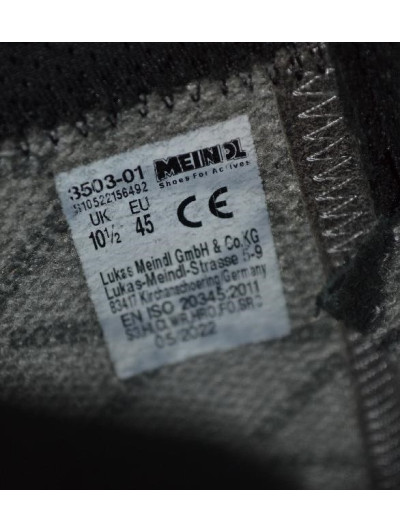 3503-01 MEINDL
Shoes For Actives
S10522156492
UK EU
10½ 45 CE
Lukas Meindl GmbH & Co.KG
Lukas-Meindl-Strasse 5-9
83417 Kirchanschoering Germany
EN ISO 20345:2011
05/2022